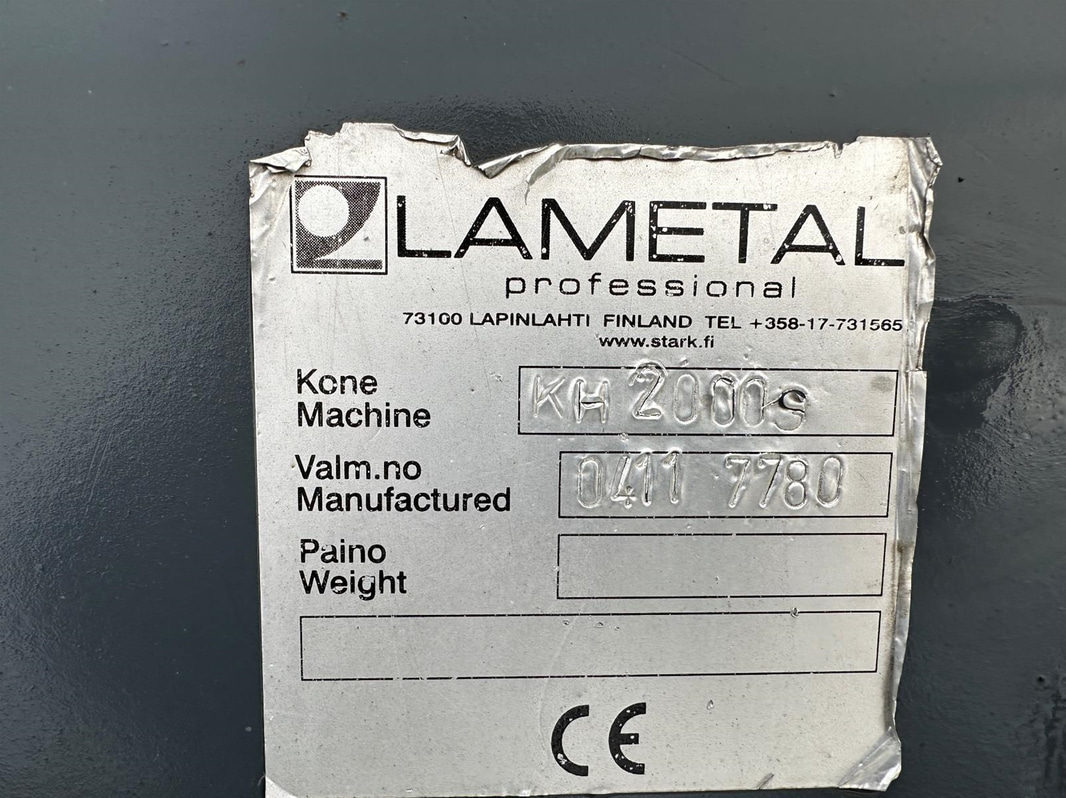 LAMETAL
professional
73100 LAPINLAHTI FINLAND TEL +358-17-731565
www.stark.fi
Kone
Machine
KH 2000S
Valm.no
Manufactured
0411 7780
Paino
Weight
CE